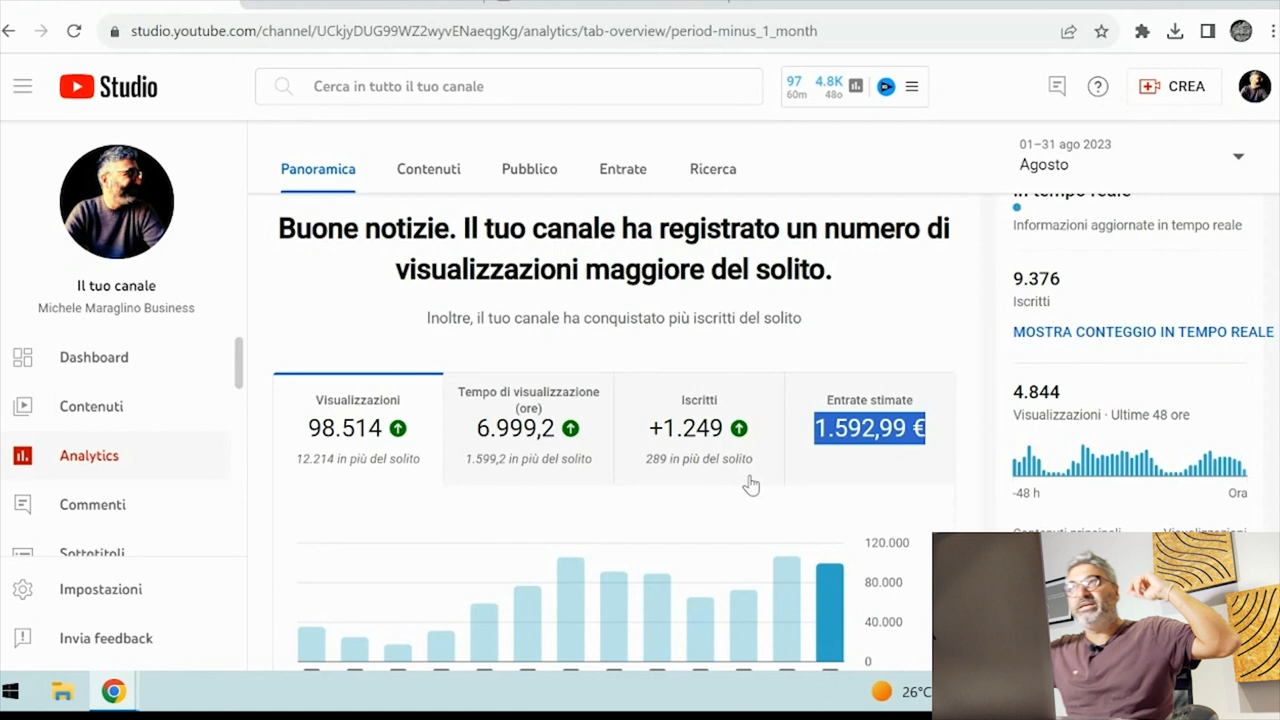 studio.youtube.com/channel/UCkjyDUG99WZ2wyvENaeqgKg/analytics/tab-overview/period-minus_1_month
Studio
Cerca in tutto il tuo canale
97
60m
4.8K
48o
CREA
Il tuo canale
Michele Maraglino Business
Dashboard
Contenuti
Analytics
Commenti
Sottotitoli
Impostazioni
Invia feedback
Panoramica
Contenuti
Pubblico
Entrate
Ricerca
01–31 ago 2023
Agosto
Buone notizie. Il tuo canale ha registrato un numero di
visualizzazioni maggiore del solito.
Inoltre, il tuo canale ha conquistato più iscritti del solito
Visualizzazioni
98.514
12.214 in più del solito
Tempo di visualizzazione
(ore)
6.999,2
1.599,2 in più del solito
Iscritti
+1.249
289 in più del solito
Entrate stimate
1.592,99 €
120.000
80.000
40.000
0
In tempo reale
Informazioni aggiornate in tempo reale
9.376
Iscritti
MOSTRA CONTEGGIO IN TEMPO REALE
4.844
Visualizzazioni · Ultime 48 ore
-48 h
Ora
Contenuti principali
Visualizzazioni
26°C